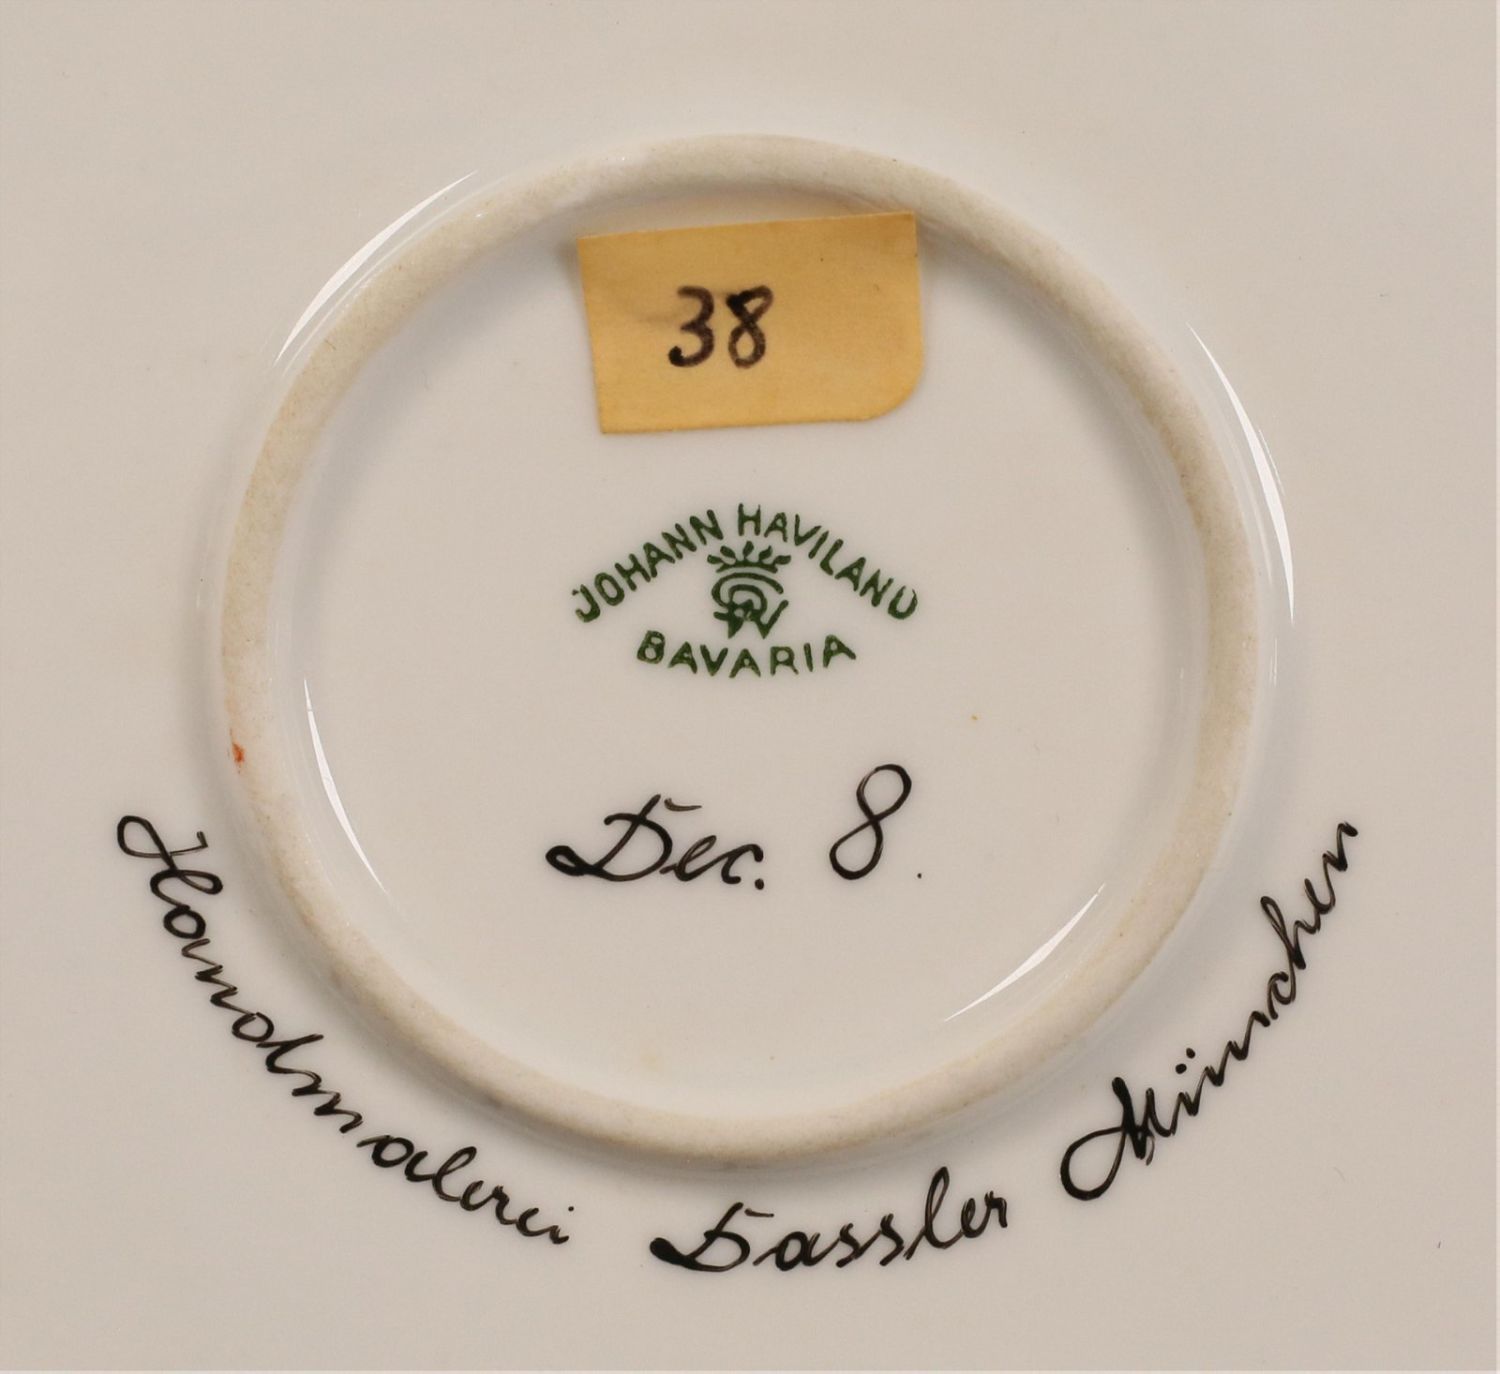 38
JOHANN HAVILAND
BAVARIA
Dec. 8.
Handmalerei Dassler München